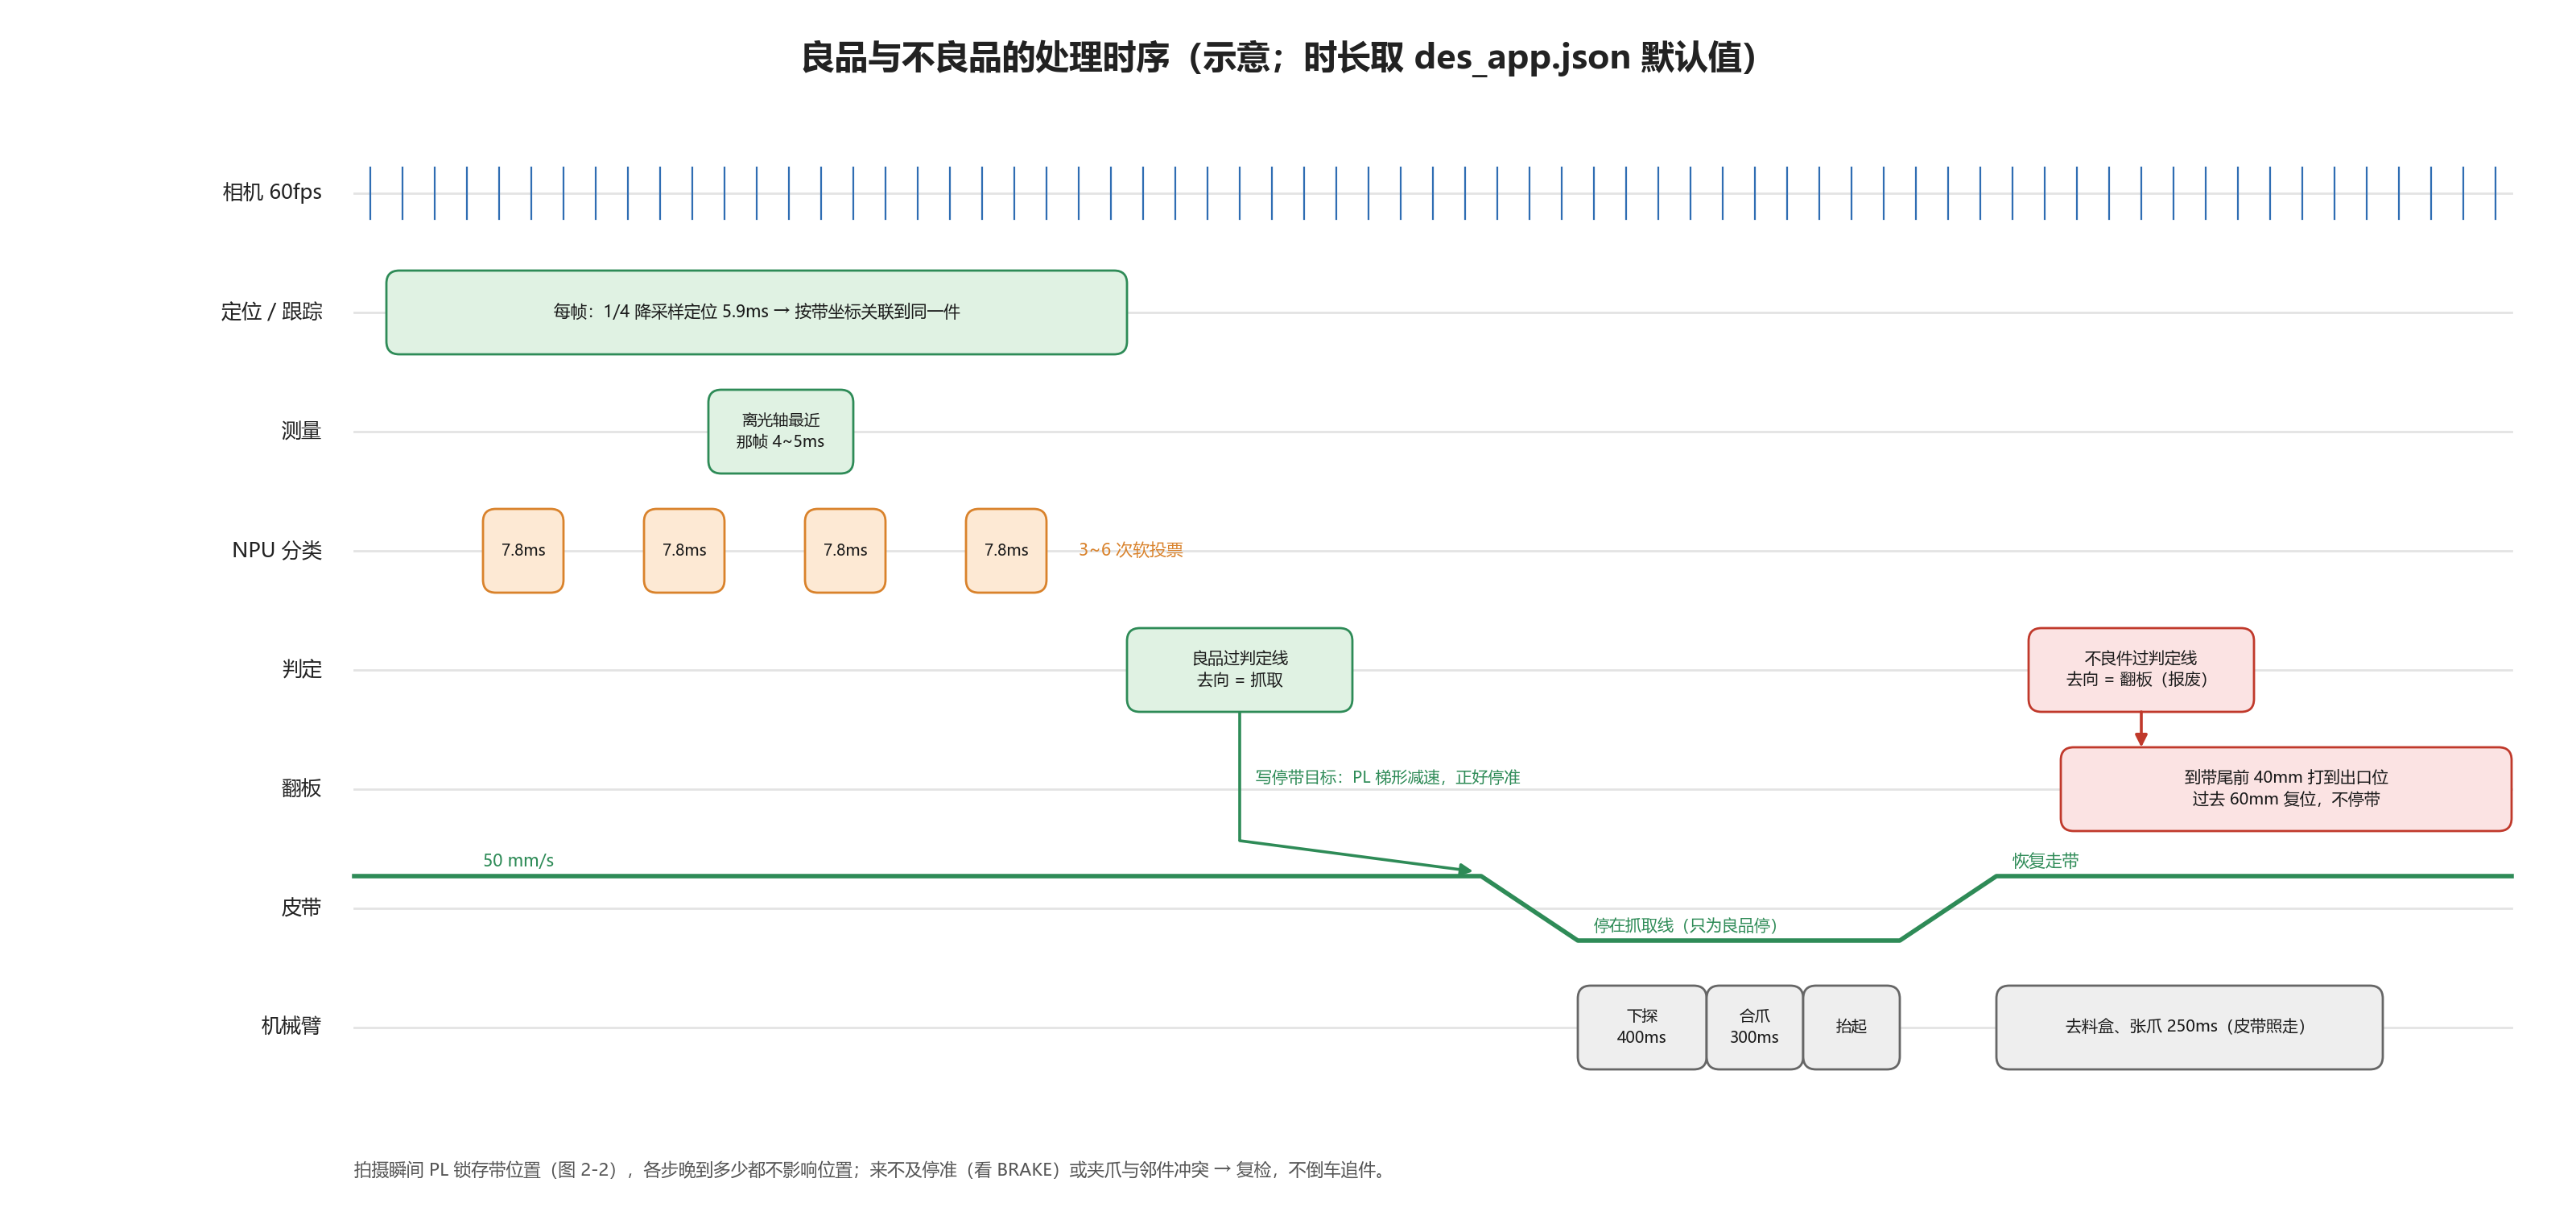 良品与不良品的处理时序（示意；时长取 des_app.json 默认值）
相机 60fps
定位 / 跟踪
每帧：1/4 降采样定位 5.9ms → 按带坐标关联到同一件
测量
离光轴最近
那帧 4~5ms
NPU 分类
7.8ms
7.8ms
7.8ms
7.8ms
3~6 次软投票
判定
良品过判定线
去向 = 抓取
不良件过判定线
去向 = 翻板（报废）
翻板
写停带目标：PL 梯形减速，正好停准
到带尾前 40mm 打到出口位
过去 60mm 复位，不停带
皮带
50 mm/s
停在抓取线（只为良品停）
恢复走带
机械臂
下探
400ms
合爪
300ms
抬起
去料盒、张爪 250ms（皮带照走）
拍摄瞬间 PL 锁存带位置（图 2-2），各步晚到多少都不影响位置；来不及停准（看 BRAKE）或夹爪与邻件冲突 → 复检，不倒车追件。